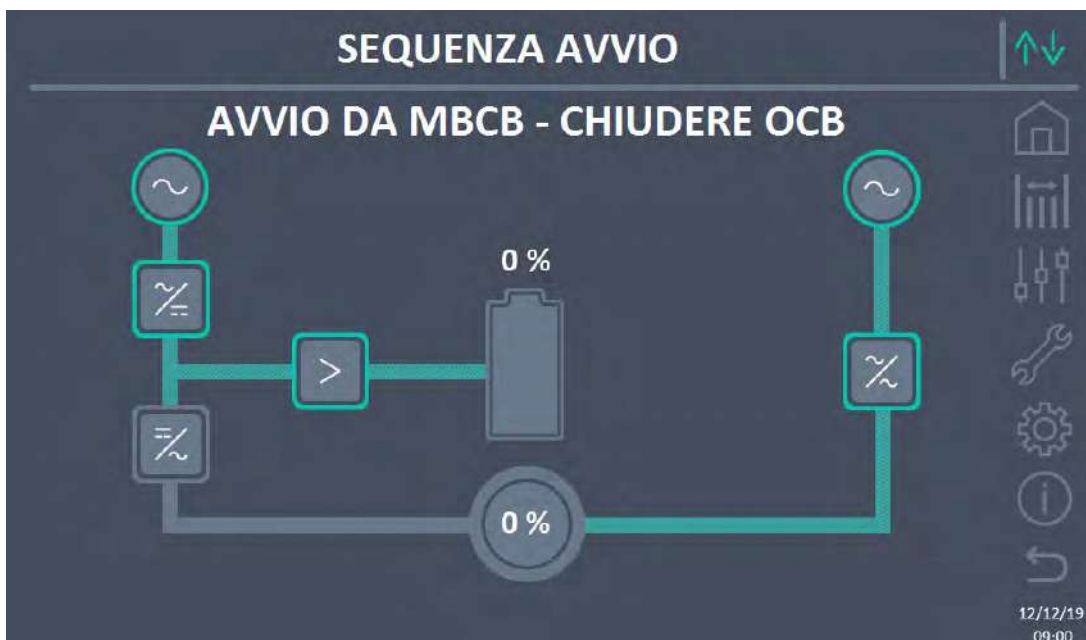 SEQUENZA AVVIO
AVVIO DA MBCB - CHIUDERE OCB
0 %
0 %
12/12/19
09:00